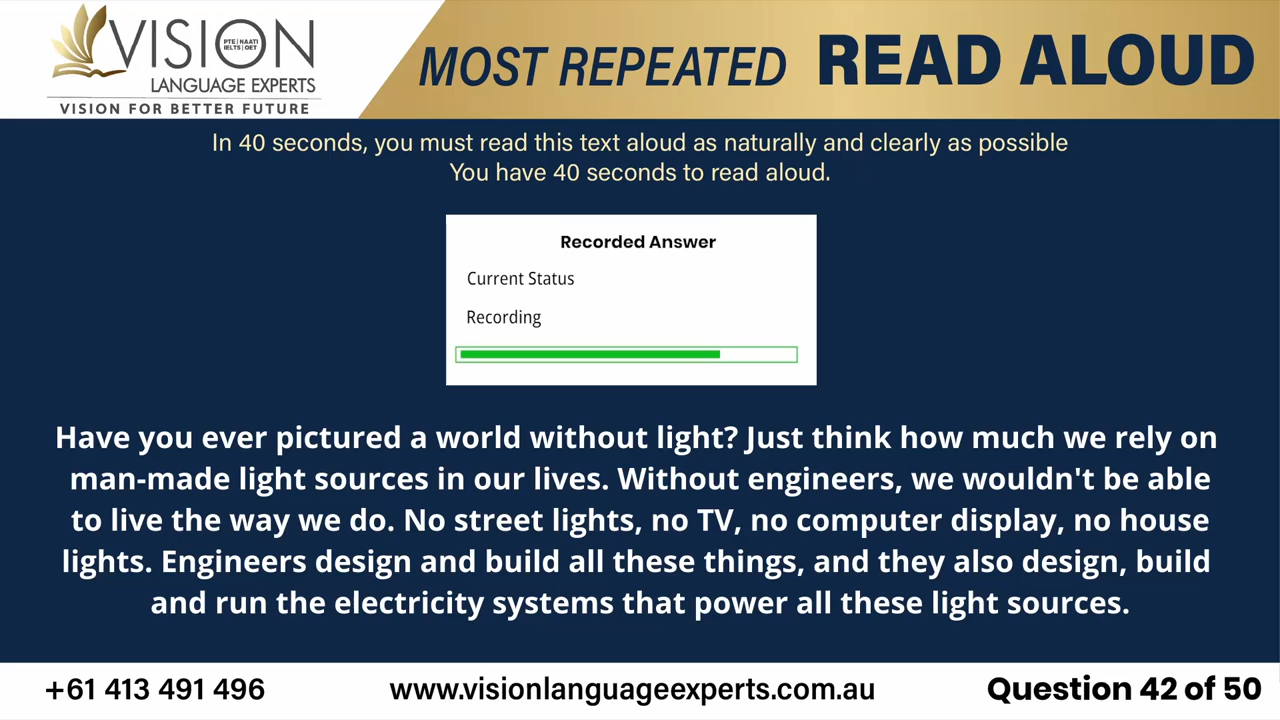 VISION
PTE | NAATI
IELTS | OET
LANGUAGE EXPERTS
VISION FOR BETTER FUTURE
MOST REPEATED READ ALOUD
In 40 seconds, you must read this text aloud as naturally and clearly as possible
You have 40 seconds to read aloud.
Recorded Answer
Current Status
Recording
Have you ever pictured a world without light? Just think how much we rely on
man-made light sources in our lives. Without engineers, we wouldn't be able
to live the way we do. No street lights, no TV, no computer display, no house
lights. Engineers design and build all these things, and they also design, build
and run the electricity systems that power all these light sources.
+61 413 491 496 www.visionlanguageexperts.com.au Question 42 of 50